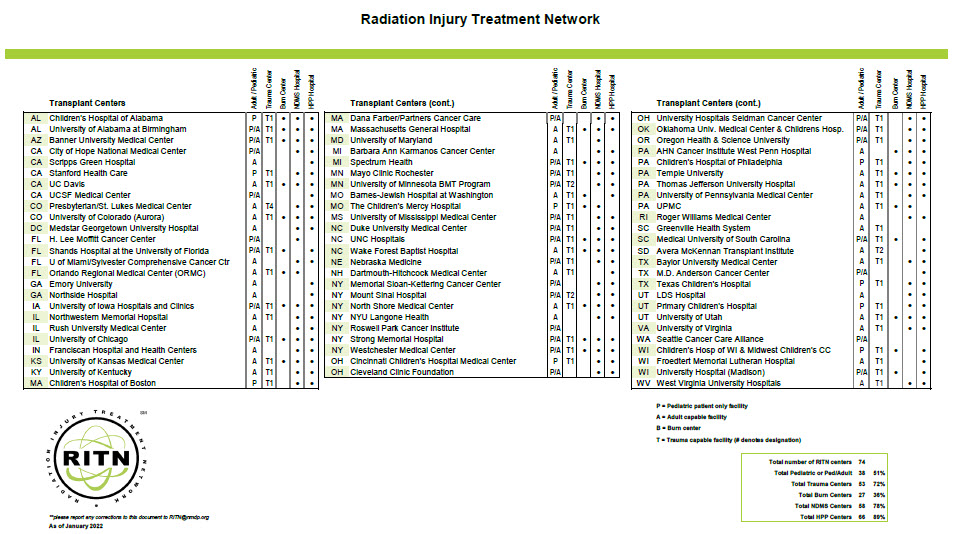 Radiation Injury Treatment Network
Transplant Centers
Adult / Pediatric
Trauma Center
Burn Center
NDMS Hospital
HPP Hospital
AL Children's Hospital of Alabama P T1
AL University of Alabama at Birmingham P/A T1
AZ Banner University Medical Center P/A T1
CA City of Hope National Medical Center P/A
CA Scripps Green Hospital A
CA Stanford Health Care P/A T1
CA UC Davis A T1
CA UCSF Medical Center P/A
CO Presbyterian/St. Lukes Medical Center A T4
CO University of Colorado (Aurora) A T1
DC Medstar Georgetown University Hospital A
FL H. Lee Moffitt Cancer Center P/A
FL Shands Hospital at the University of Florida P/A T1
FL U of Miami/Sylvester Comprehensive Cancer Ctr P/A
FL Orlando Regional Medical Center (ORMC) A T1
GA Emory University A
GA Northside Hospital A
IA University of Iowa Hospitals and Clinics P/A T1
IL Northwestern Memorial Hospital A T1
IL Rush University Medical Center A
IL University of Chicago P/A T1
IN Franciscan Hospital and Health Centers A
KS University of Kansas Medical Center A T1
KY University of Kentucky A T1
MA Children's Hospital of Boston P T1
Transplant Centers (cont.)
Adult / Pediatric
Trauma Center
Burn Center
NDMS Hospital
HPP Hospital
MA Dana Farber/Partners Cancer Care P/A
MA Massachusetts General Hospital A T1
MD University of Maryland A T1
MI Barbara Ann Karmanos Cancer Center A
MI Spectrum Health P/A T1
MN Mayo Clinic Rochester P/A T1
MN University of Minnesota BMT Program P/A T2
MO Barnes-Jewish Hospital at Washington A T1
MO The Children's Mercy Hospital P T1
MS University of Mississippi Medical Center P/A T1
NC Duke University Medical Center P/A T1
NC UNC Hospitals P/A T1
NC Wake Forest Baptist Hospital A T1
NE Nebraska Medicine P/A T1
NH Dartmouth-Hitchcock Medical Center A T1
NY Memorial Sloan-Kettering Cancer Center P/A
NY Mount Sinai Hospital P/A T2
NY North Shore Medical Center A T1
NY NYU Langone Health A
NY Roswell Park Cancer Institute P/A
NY Strong Memorial Hospital P/A T1
NY Westchester Medical Center P/A T1
OH Cincinnati Children's Hospital Medical Center P T1
OH Cleveland Clinic Foundation P/A
Transplant Centers (cont.)
Adult / Pediatric
Trauma Center
Burn Center
NDMS Hospital
HPP Hospital
OH University Hospitals Seidman Cancer Center P/A T1
OK Oklahoma Univ. Medical Center & Childrens Hosp. P/A T1
OR Oregon Health & Science University P/A T1
PA AHN Cancer Institute West Penn Hospital A
PA Children's Hospital of Philadelphia P T1
PA Temple University A T1
PA Thomas Jefferson University Hospital A T1
PA University of Pennsylvania Medical Center A T1
PA UPMC A T1
RI Roger Williams Medical Center A
SC Greenville Health System A T1
SC Medical University of South Carolina P/A T1
SD Avera McKennan Transplant Institute A T2
TX Baylor University Medical Center A T1
TX M.D. Anderson Cancer Center P/A
TX Texas Children's Hospital P T1
UT LDS Hospital A
UT Primary Children's Hospital P T1
UT University of Utah A T1
VA University of Virginia A T1
WA Seattle Cancer Care Alliance P/A
WI Children's Hosp of WI & Midwest Children's CC P T1
WI Froedtert Memorial Lutheran Hospital A T1
WI University Hospital (Madison) P/A T1
WV West Virginia University Hospitals A T1
P = Pediatric patient only facility
A = Adult capable facility
B = Burn center
T = Trauma capable facility (# denotes designation)
RADIATION INJURY TREATMENT NETWORK
SM
RITN
Total number of RITN centers 74
Total Pediatric or Ped/Adult 38 51%
Total Trauma Centers 53 72%
Total Burn Centers 27 36%
Total NDMS Centers 58 78%
Total HPP Centers 66 89%
**please report any corrections to this document to RITN@nmdp.org
As of January 2022